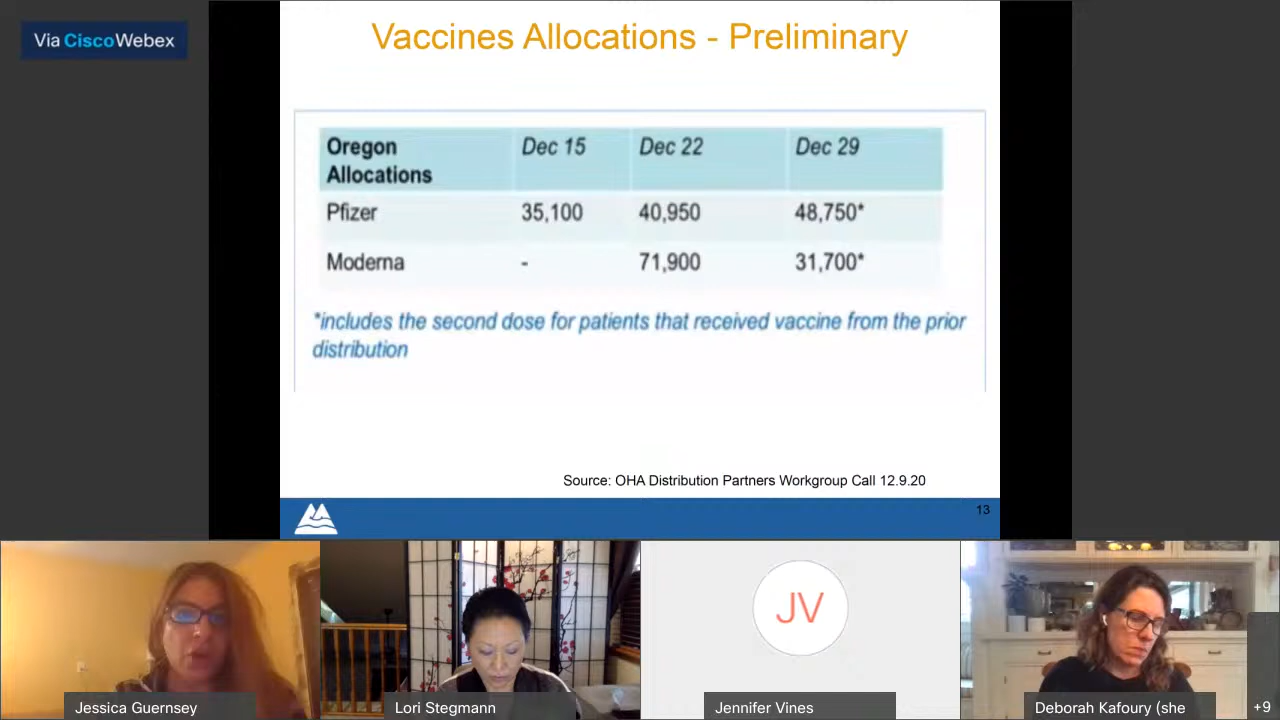 Via Cisco Webex
Vaccines Allocations - Preliminary
Oregon Allocations Dec 15 Dec 22 Dec 29
Pfizer 35,100 40,950 48,750*
Moderna - 71,900 31,700*
*includes the second dose for patients that received vaccine from the prior
distribution
Source: OHA Distribution Partners Workgroup Call 12.9.20
13
JV
Jessica Guernsey
Lori Stegmann
Jennifer Vines
Deborah Kafoury (she
+9